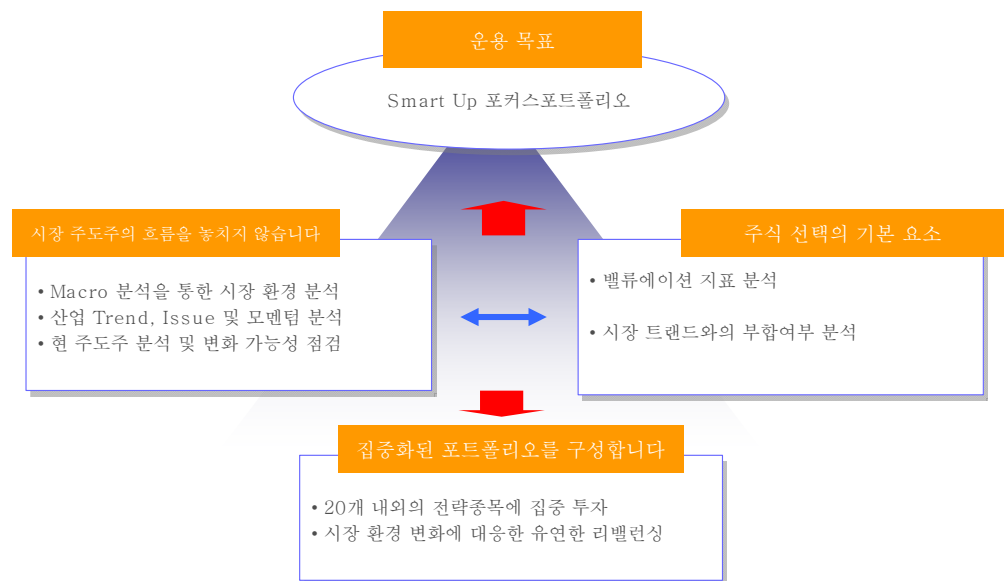 운용 목표
Smart Up 포커스포트폴리오
시장 주도주의 흐름을 놓치지 않습니다
• Macro 분석을 통한 시장 환경 분석
• 산업 Trend, Issue 및 모멘텀 분석
• 현 주도주 분석 및 변화 가능성 점검
주식 선택의 기본 요소
• 밸류에이션 지표 분석
• 시장 트랜드와의 부합여부 분석
집중화된 포트폴리오를 구성합니다
• 20개 내외의 전략종목에 집중 투자
• 시장 환경 변화에 대응한 유연한 리밸런싱